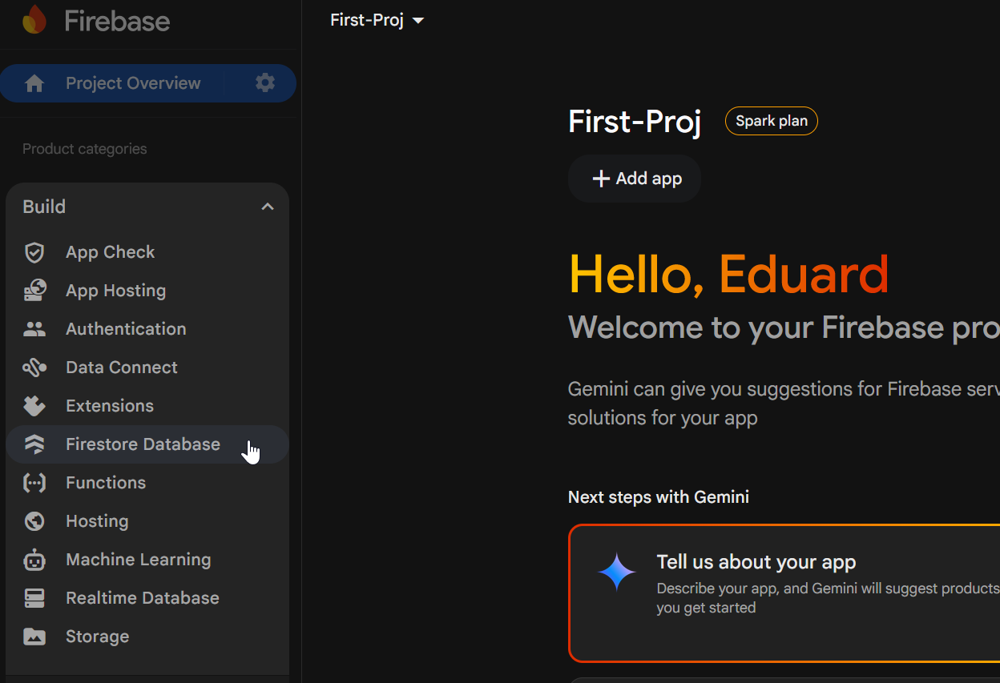 Firebase
Project Overview
Product categories
Build
App Check
App Hosting
Authentication
Data Connect
Extensions
Firestore Database
Functions
Hosting
Machine Learning
Realtime Database
Storage
First-Proj
First-Proj
Spark plan
+ Add app
Hello, Eduard
Welcome to your Firebase pro
Gemini can give you suggestions for Firebase serv
solutions for your app
Next steps with Gemini
Tell us about your app
Describe your app, and Gemini will suggest products
you get started